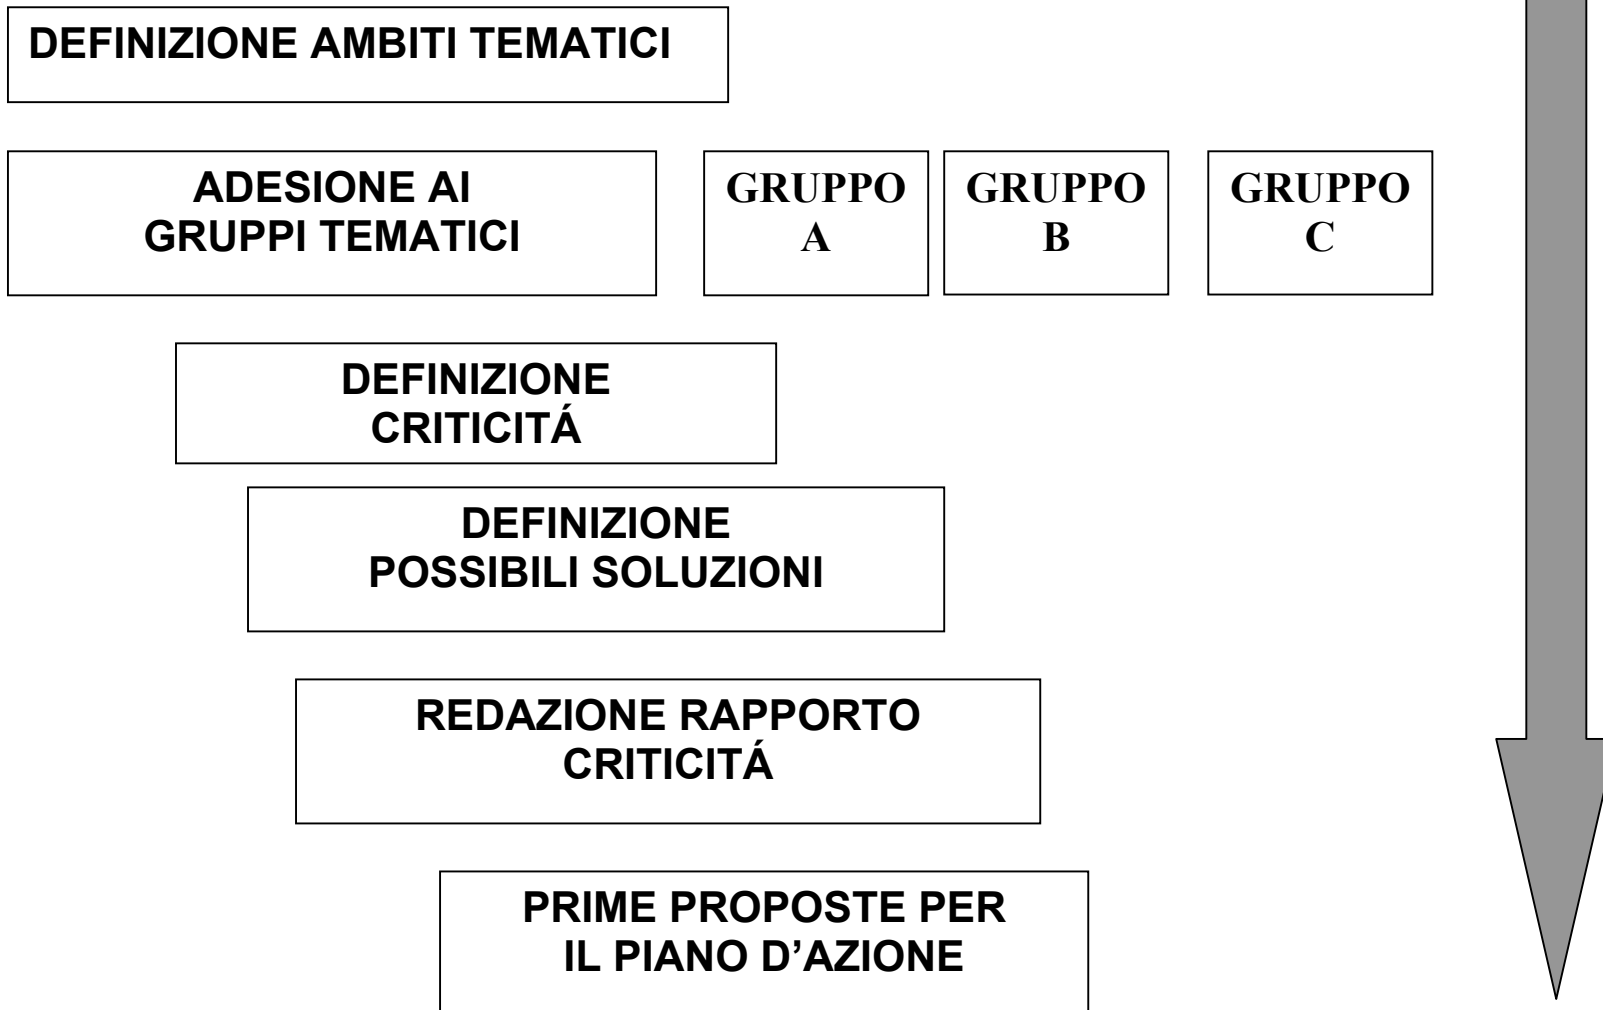 DEFINIZIONE AMBITI TEMATICI
ADESIONE AI
GRUPPI TEMATICI
GRUPPO
A
GRUPPO
B
GRUPPO
C
DEFINIZIONE
CRITICITÁ
DEFINIZIONE
POSSIBILI SOLUZIONI
REDAZIONE RAPPORTO
CRITICITÁ
PRIME PROPOSTE PER
IL PIANO D’AZIONE